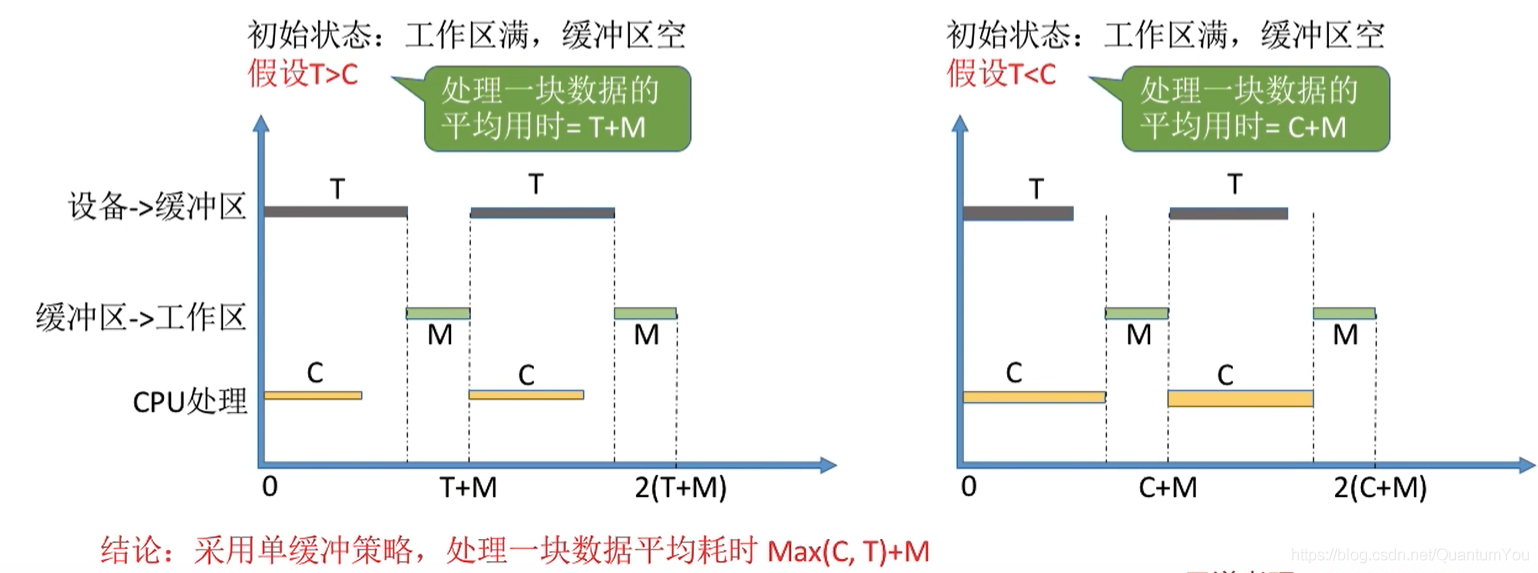 初始状态：工作区满，缓冲区空
假设T>C
处理一块数据的
平均用时= T+M
设备->缓冲区
T
T
缓冲区->工作区
M
M
C
C
CPU处理
0
T+M
2(T+M)
初始状态：工作区满，缓冲区空
假设T<C
处理一块数据的
平均用时= C+M
T
T
M
M
C
C
0
C+M
2(C+M)
结论：采用单缓冲策略，处理一块数据平均耗时 Max(C, T)+M
https://blog.csdn.net/QuantumYou